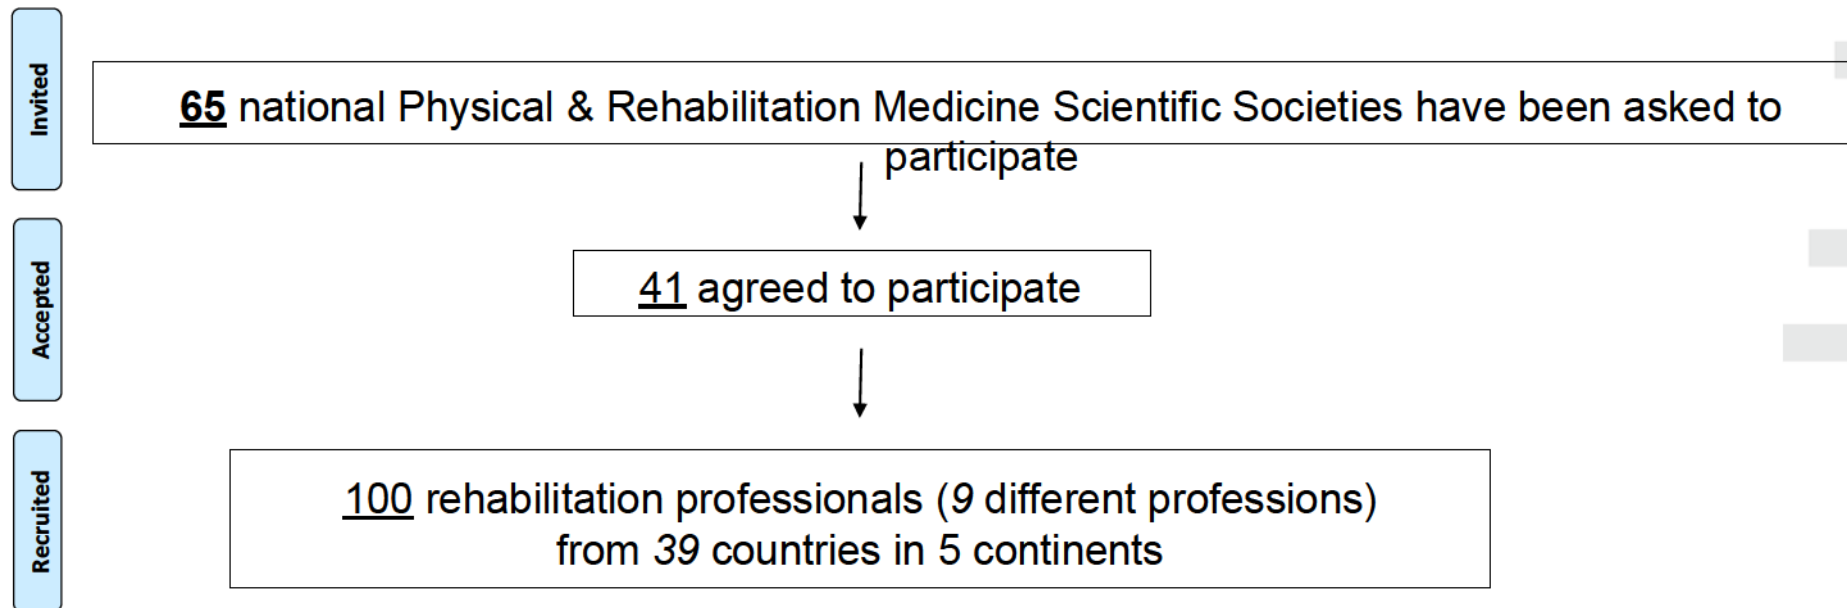 Invited
65 national Physical & Rehabilitation Medicine Scientific Societies have been asked to
participate
Accepted
41 agreed to participate
Recruited
100 rehabilitation professionals (9 different professions)
from 39 countries in 5 continents